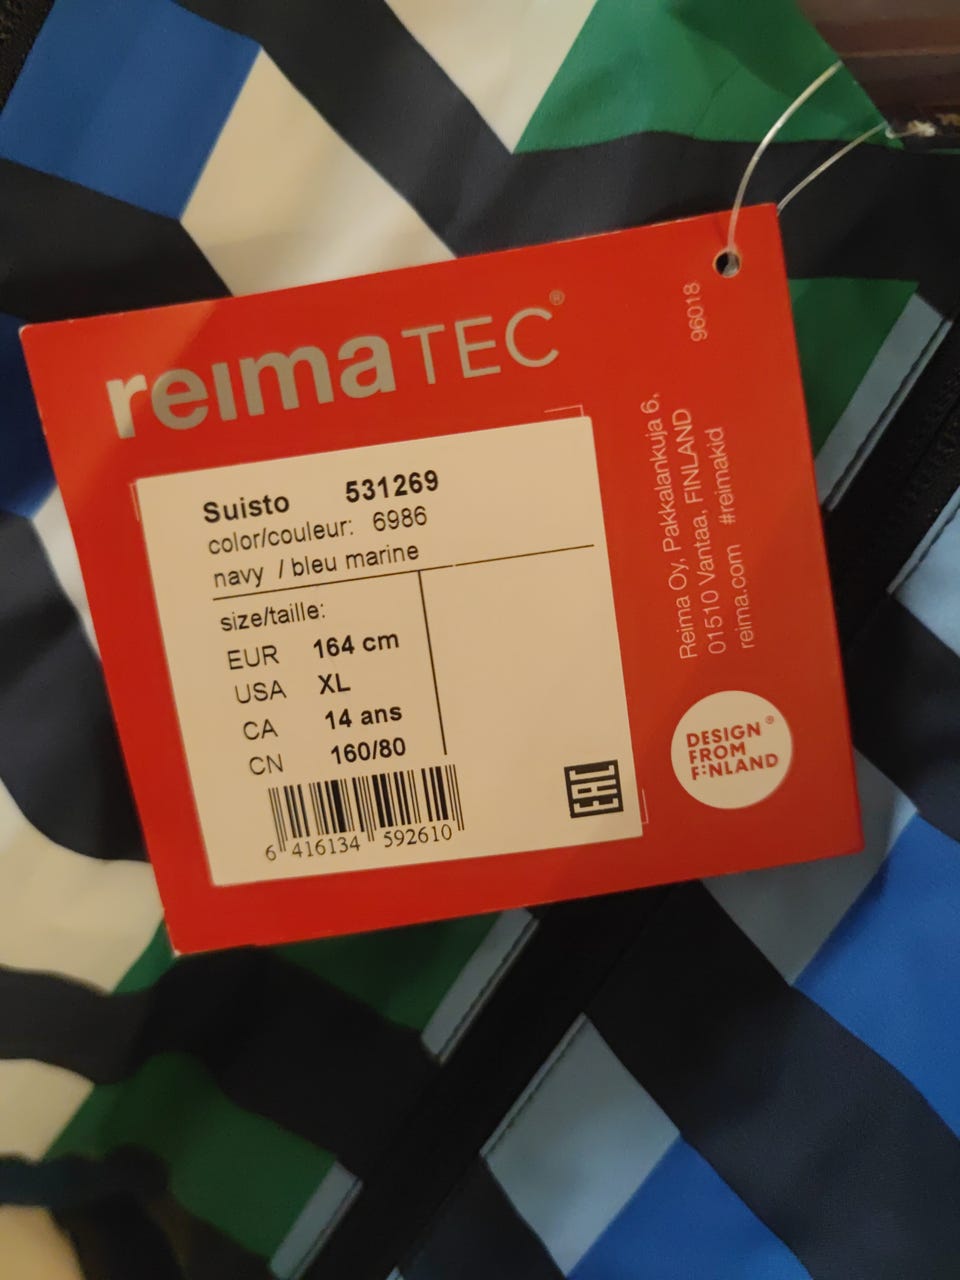 reimaTEC®
Suisto 531269
color/couleur: 6986
navy / bleu marine
size/taille:
EUR 164 cm
USA XL
CA 14 ans
CN 160/80
6 416134 592610
EAC
Reima Oy, Pakkalankuja 6,
01510 Vantaa, FINLAND
reima.com #reimakid
96018
DESIGN®
FROM
FINLAND